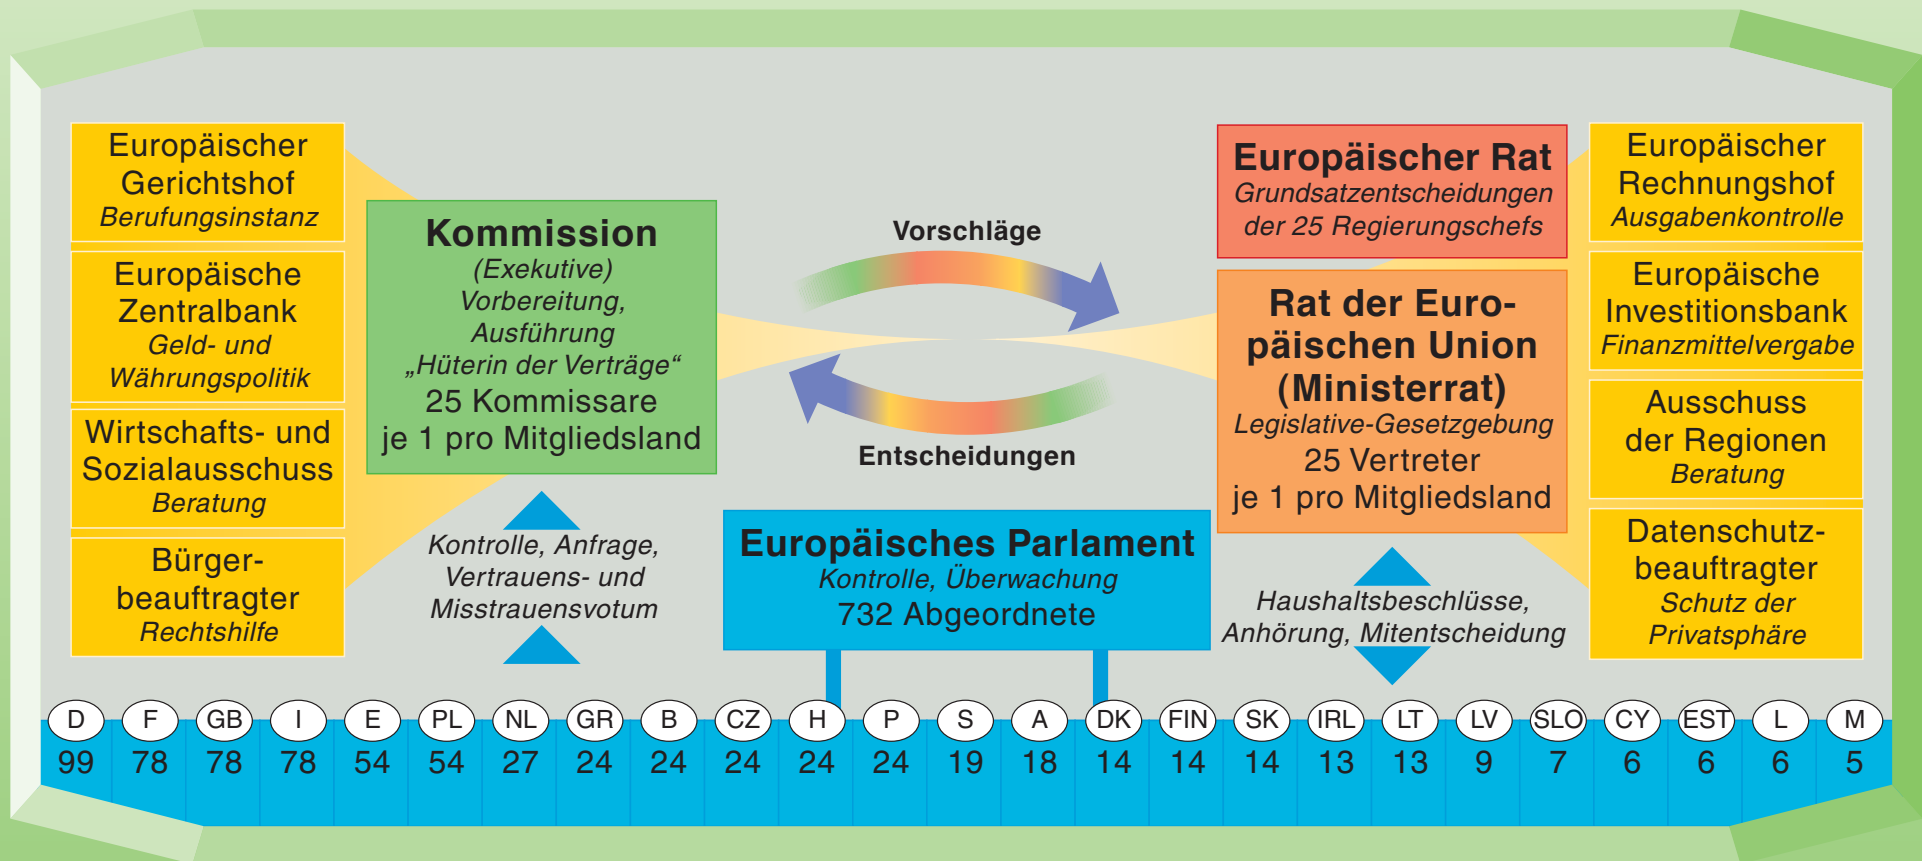 Europäischer
Gerichtshof
Berufungsinstanz
Europäische
Zentralbank
Geld- und
Währungspolitik
Wirtschafts- und
Sozialausschuss
Beratung
Bürger-
beauftragter
Rechtshilfe
Kommission
(Exekutive)
Vorbereitung,
Ausführung
„Hüterin der Verträge“
25 Kommissare
je 1 pro Mitgliedsland
Kontrolle, Anfrage,
Vertrauens- und
Misstrauensvotum
Vorschläge
Entscheidungen
Europäisches Parlament
Kontrolle, Überwachung
732 Abgeordnete
Europäischer Rat
Grundsatzentscheidungen
der 25 Regierungschefs
Rat der Euro-
päischen Union
(Ministerrat)
Legislative-Gesetzgebung
25 Vertreter
je 1 pro Mitgliedsland
Haushaltsbeschlüsse,
Anhörung, Mitentscheidung
Europäischer
Rechnungshof
Ausgabenkontrolle
Europäische
Investitionsbank
Finanzmittelvergabe
Ausschuss
der Regionen
Beratung
Datenschutz-
beauftragter
Schutz der
Privatsphäre
D F GB I E PL NL GR B CZ H P S A DK FIN SK IRL LT LV SLO CY EST L M
99 78 78 78 54 54 27 24 24 24 24 24 19 18 14 14 14 13 13 9 7 6 6 6 5